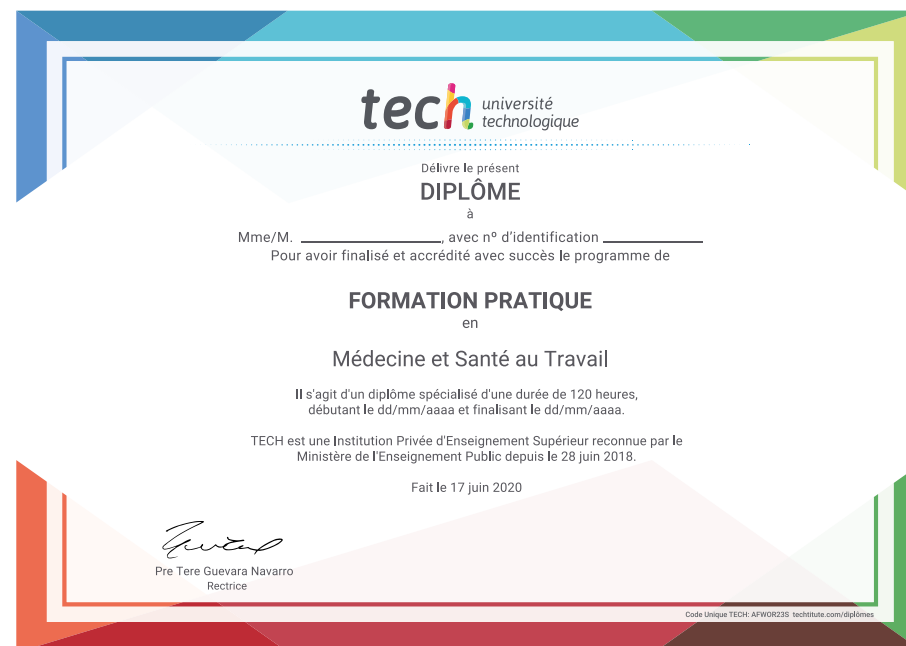 tech université
technologique
Délivre le présent
DIPLÔME
à
Mme/M. ____________________, avec nº d'identification ______________
Pour avoir finalisé et accrédité avec succès le programme de
FORMATION PRATIQUE
en
Médecine et Santé au Travail
Il s'agit d'un diplôme spécialisé d'une durée de 120 heures,
débutant le dd/mm/aaaa et finalisant le dd/mm/aaaa.
TECH est une Institution Privée d'Enseignement Supérieur reconnue par le
Ministère de l'Enseignement Public depuis le 28 juin 2018.
Fait le 17 juin 2020
Pre Tere Guevara Navarro
Rectrice
Code Unique TECH: AFWOR23S techtitute.com/diplômes